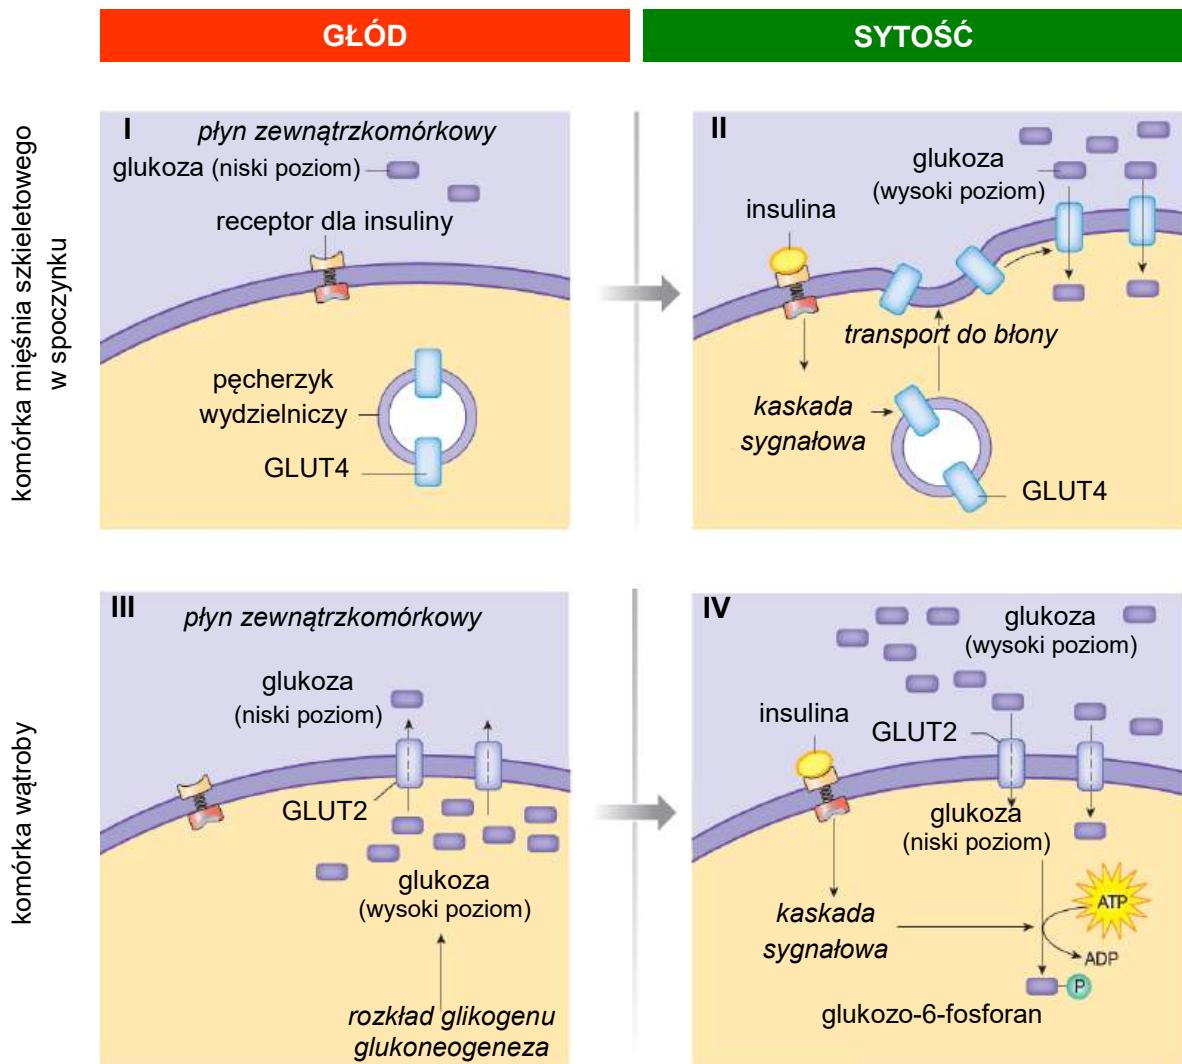 GŁÓD
SYTOŚĆ
komórka mięśnia szkieletowego
w spoczynku
I
płyn zewnątrzkomórkowy
glukoza (niski poziom)
receptor dla insuliny
pęcherzyk
wydzielniczy
GLUT4
II
glukoza
(wysoki poziom)
insulina
transport do błony
kaskada
sygnałowa
GLUT4
komórka wątroby
III
płyn zewnątrzkomórkowy
glukoza
(niski poziom)
GLUT2
glukoza
(wysoki poziom)
rozkład glikogenu
glukoneogeneza
IV
glukoza
(wysoki poziom)
insulina
GLUT2
glukoza
(niski poziom)
kaskada
sygnałowa
ATP
ADP
P
glukozo-6-fosforan